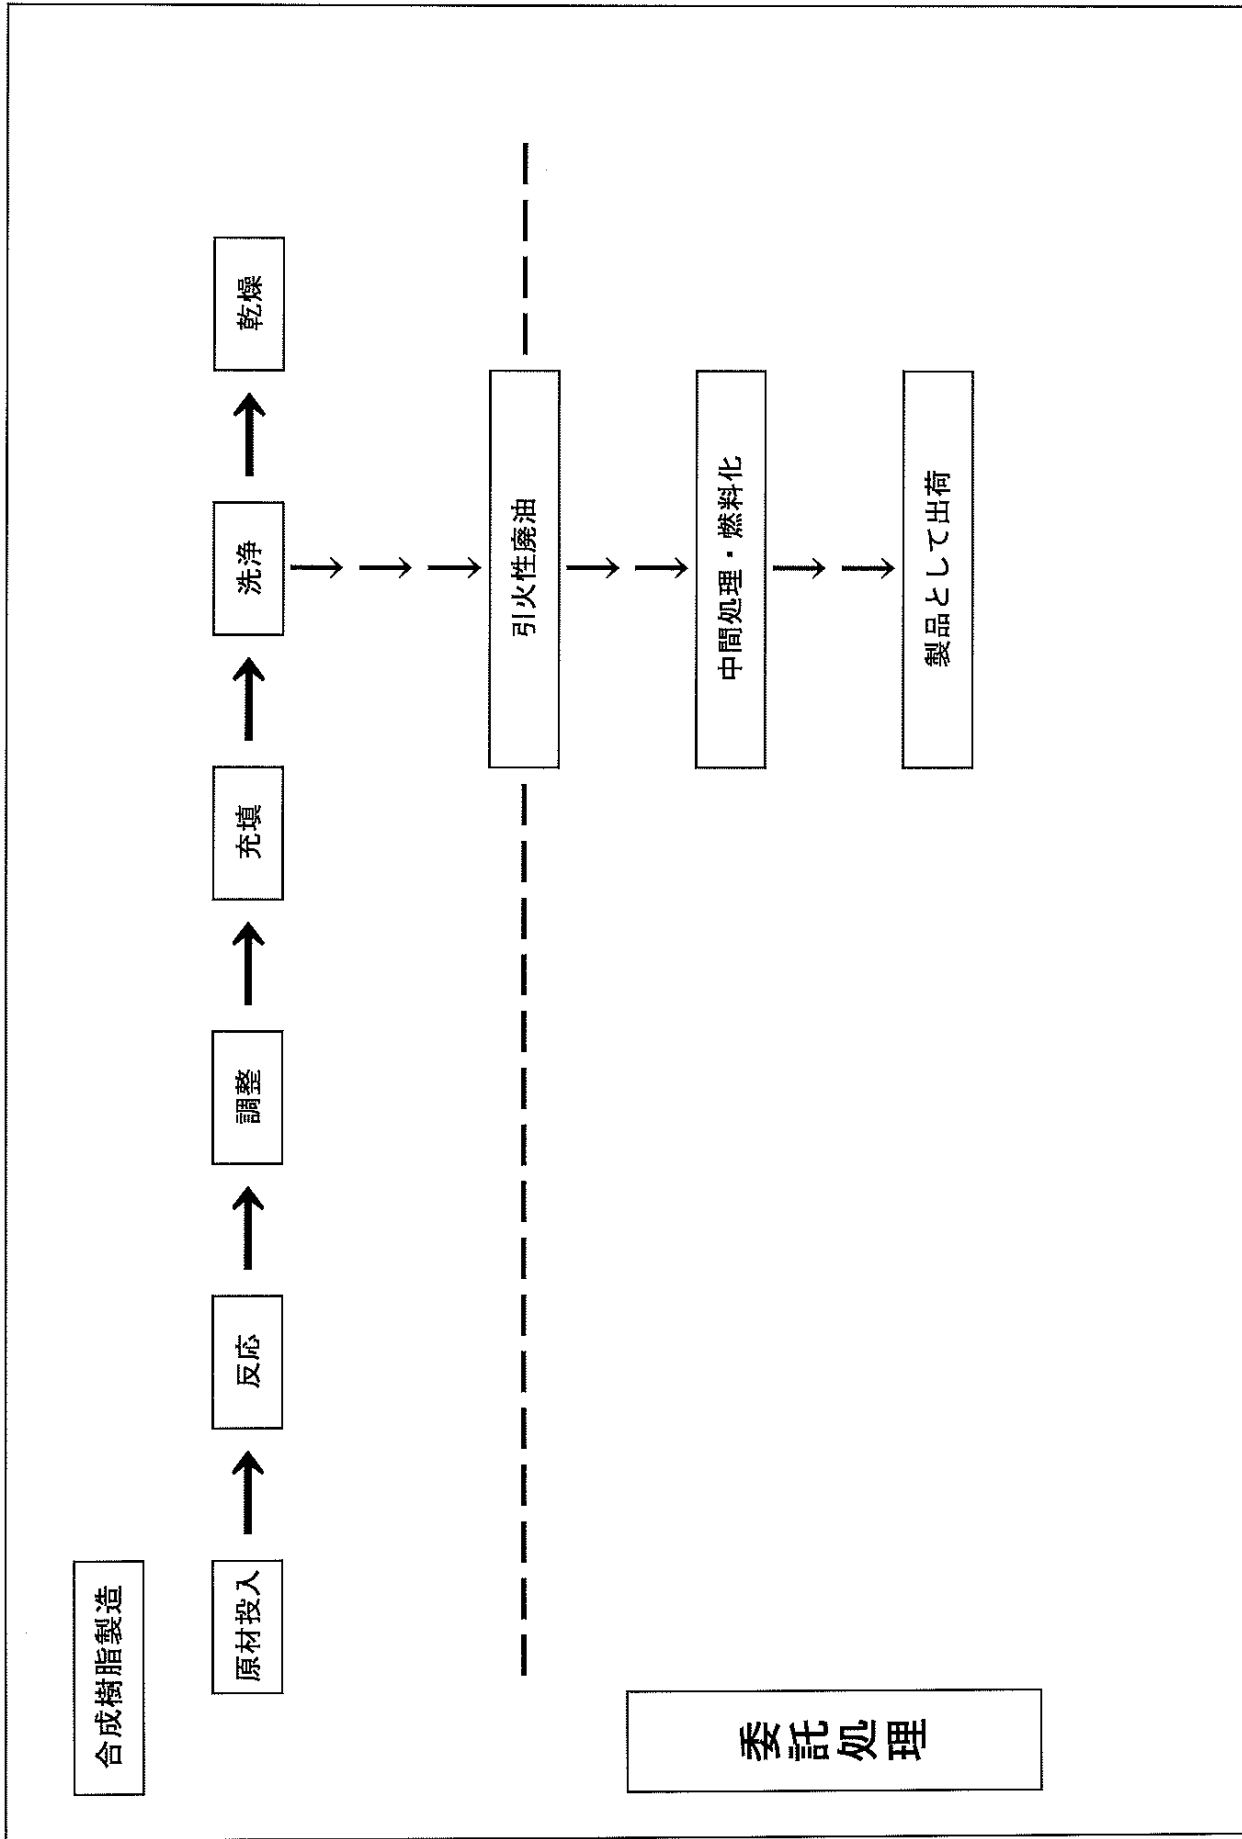 合成樹脂製造
原材投入
反応
調整
充填
洗浄
乾燥
引火性廃油
中間処理・燃料化
製品として出荷
委託処理